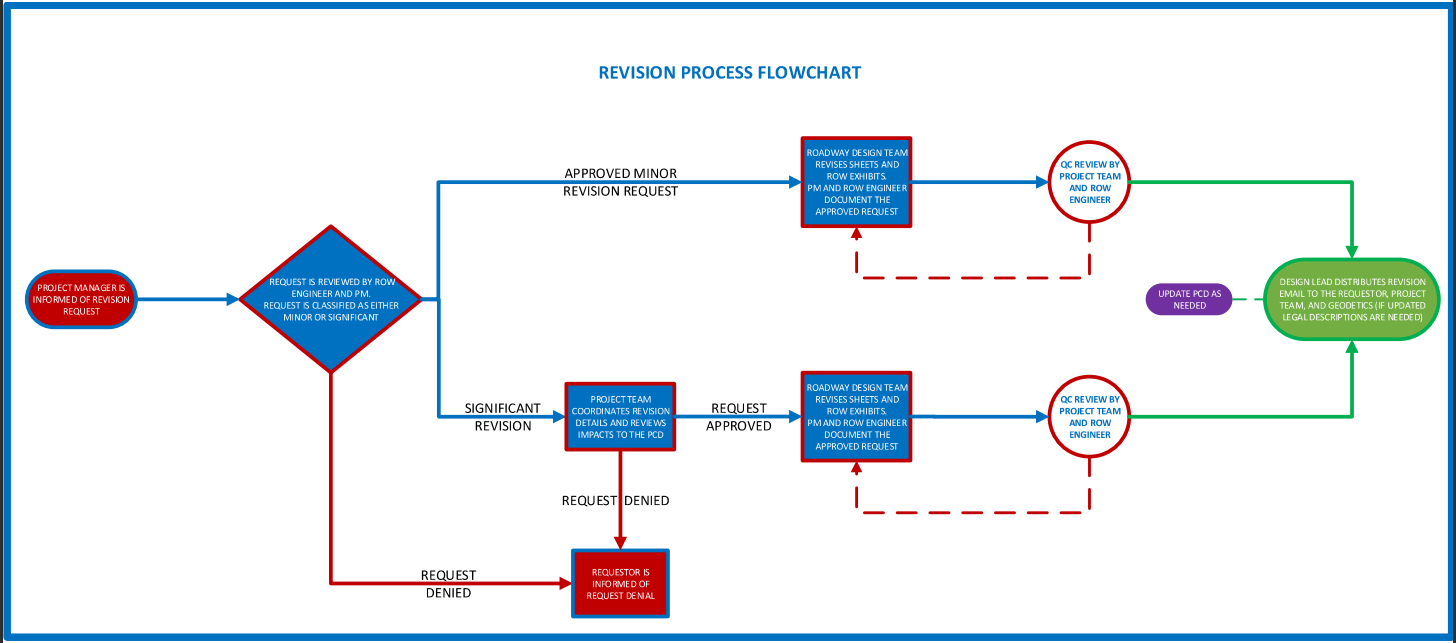 REVISION PROCESS FLOWCHART
PROJECT MANAGER IS
INFORMED OF REVISION
REQUEST
REQUEST IS REVIEWED BY ROW
ENGINEER AND PM.
REQUEST IS CLASSIFIED AS EITHER
MINOR OR SIGNIFICANT
APPROVED MINOR
REVISION REQUEST
ROADWAY DESIGN TEAM
REVISES SHEETS AND
ROW EXHIBITS.
PM AND ROW ENGINEER
DOCUMENT THE
APPROVED REQUEST
QC REVIEW BY
PROJECT TEAM
AND ROW
ENGINEER
SIGNIFICANT
REVISION
PROJECT TEAM
COORDINATES REVISION
DETAILS AND REVIEWS
IMPACTS TO THE PCD
REQUEST
APPROVED
ROADWAY DESIGN TEAM
REVISES SHEETS AND
ROW EXHIBITS.
PM AND ROW ENGINEER
DOCUMENT THE
APPROVED REQUEST
QC REVIEW BY
PROJECT TEAM
AND ROW
ENGINEER
UPDATE PCD AS
NEEDED
DESIGN LEAD DISTRIBUTES REVISION
EMAIL TO THE REQUESTOR, PROJECT
TEAM, AND GEODETICS (IF UPDATED
LEGAL DESCRIPTIONS ARE NEEDED)
REQUEST DENIED
REQUEST
DENIED
REQUESTOR IS
INFORMED OF
REQUEST DENIAL